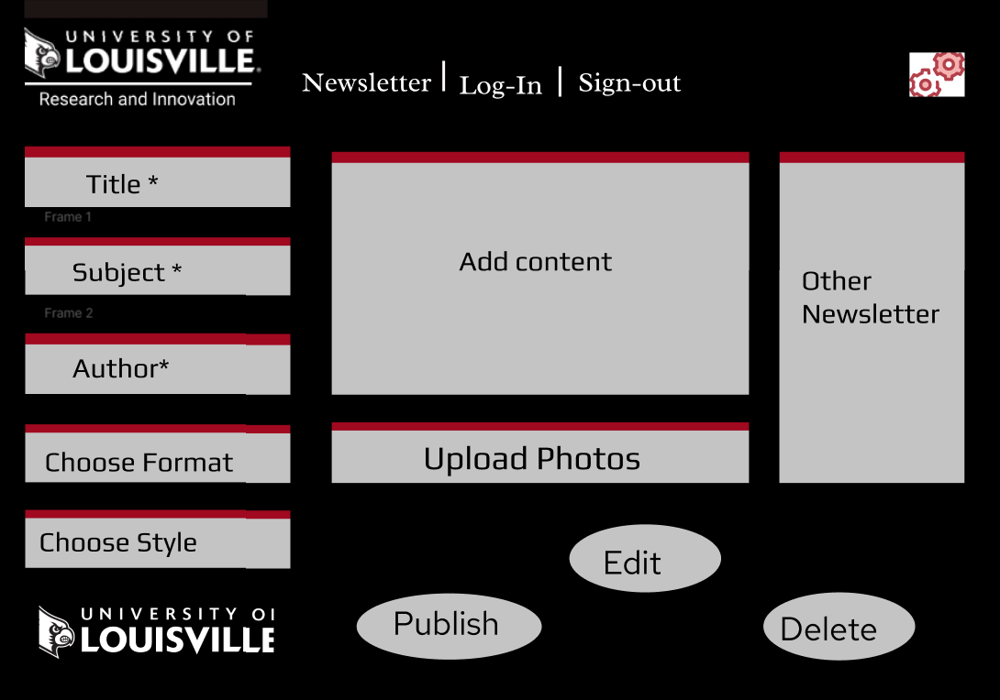 UNIVERSITY OF
LOUISVILLE.
Research and Innovation
Newsletter | Log-In | Sign-out
Title *
Frame 1
Subject *
Frame 2
Author*
Choose Format
Choose Style
Add content
Upload Photos
Other
Newsletter
Edit
Publish
Delete
UNIVERSITY OF
LOUISVILLE